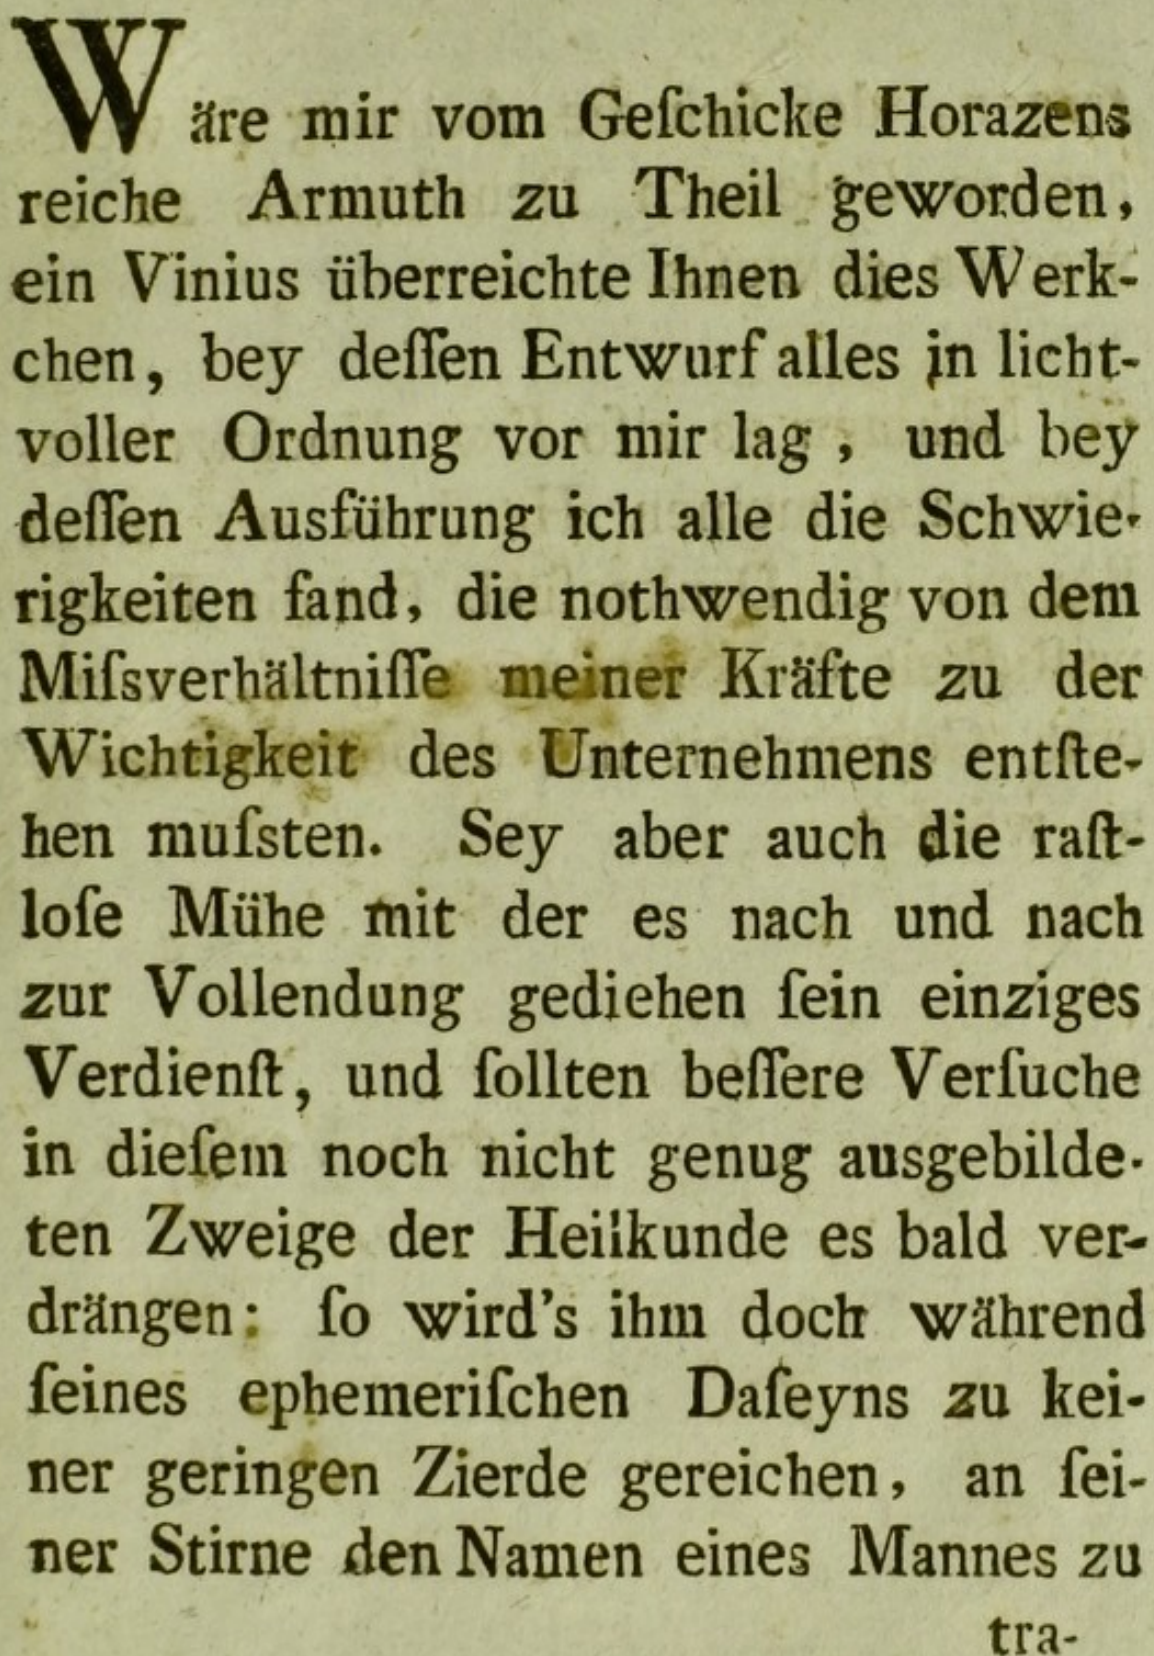 Wäre mir vom Geſchicke Horazens
reiche Armuth zu Theil geworden,
ein Vinius überreichte Ihnen dies Werk-
chen, bey deſſen Entwurf alles in licht-
voller Ordnung vor mir lag, und bey
deſſen Ausführung ich alle die Schwie-
rigkeiten fand, die nothwendig von dem
Miſsverhältniſſe meiner Kräfte zu der
Wichtigkeit des Unternehmens entſte-
hen muſsten. Sey aber auch die raſt-
loſe Mühe mit der es nach und nach
zur Vollendung gediehen ſein einziges
Verdienſt, und ſollten beſſere Verſuche
in dieſem noch nicht genug ausgebilde-
ten Zweige der Heilkunde es bald ver-
drängen: ſo wird's ihm doch während
ſeines ephemeriſchen Daſeyns zu kei-
ner geringen Zierde gereichen, an ſei-
ner Stirne den Namen eines Mannes zu
tra-